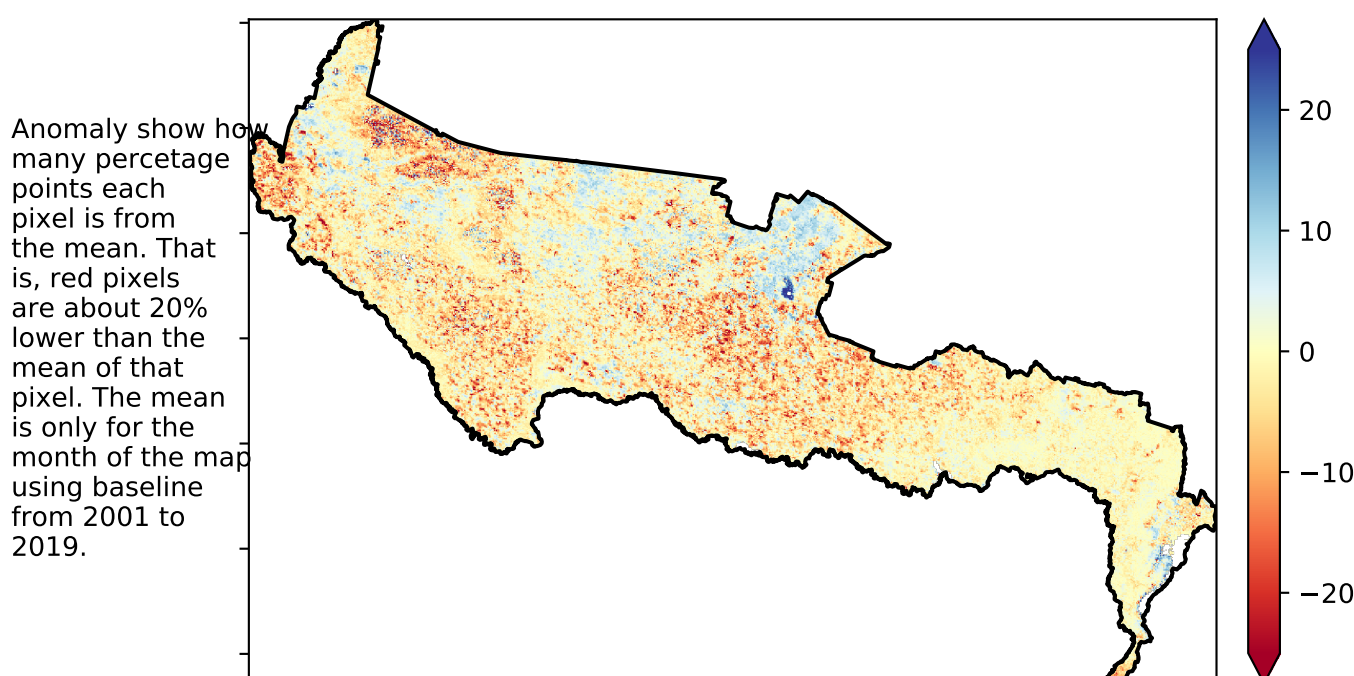 Anomaly show how
many percetage
points each
pixel is from
the mean. That
is, red pixels
are about 20%
lower than the
mean of that
pixel. The mean
is only for the
month of the map
using baseline
from 2001 to
2019.
20
10
0
−10
−20